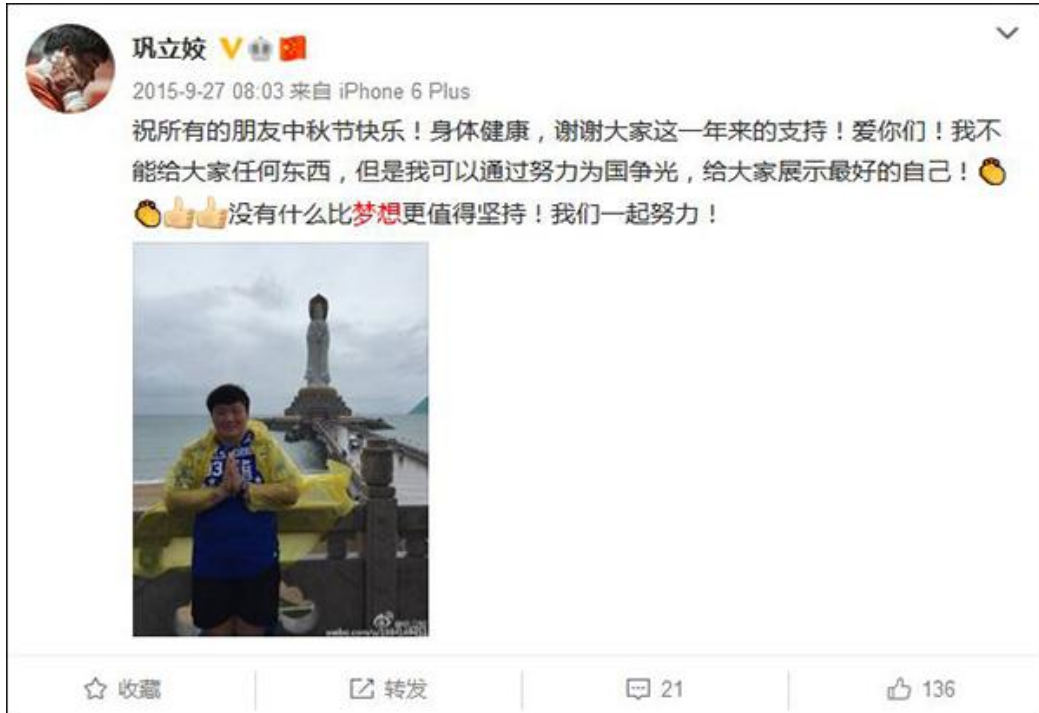 巩立姣
2015-9-27 08:03 来自 iPhone 6 Plus
祝所有的朋友中秋节快乐！身体健康，谢谢大家这一年来的支持！爱你们！我不
能给大家任何东西，但是我可以通过努力为国争光，给大家展示最好的自己！
没有什么比梦想更值得坚持！我们一起努力！
收藏
转发
21
136